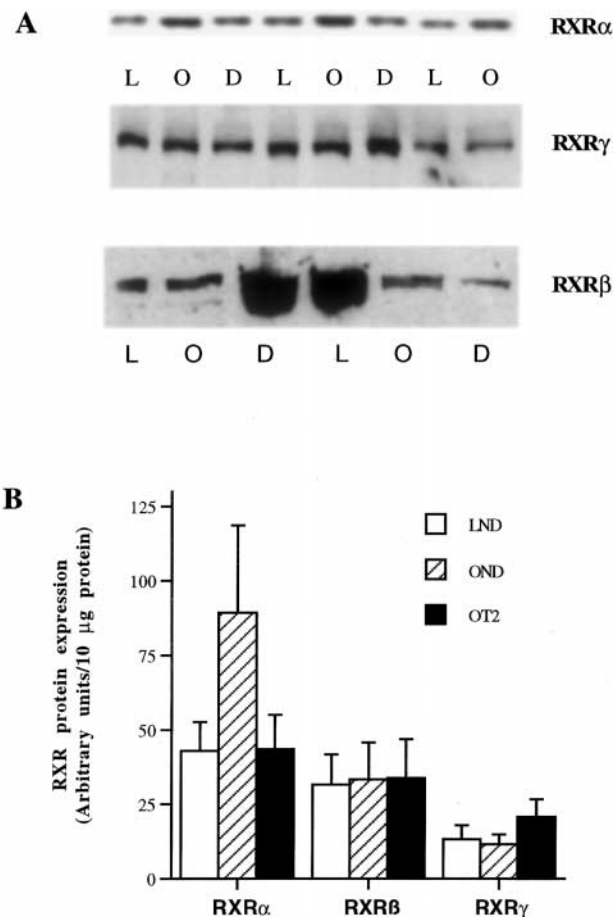 A
RXRα
L O D L O D L O
RXRγ
RXRβ
L O D L O D
B
RXR protein expression
(Arbitrary units/10 μg protein)
125
100
75
50
25
0
LND
OND
OT2
RXRα RXRß RXRγ